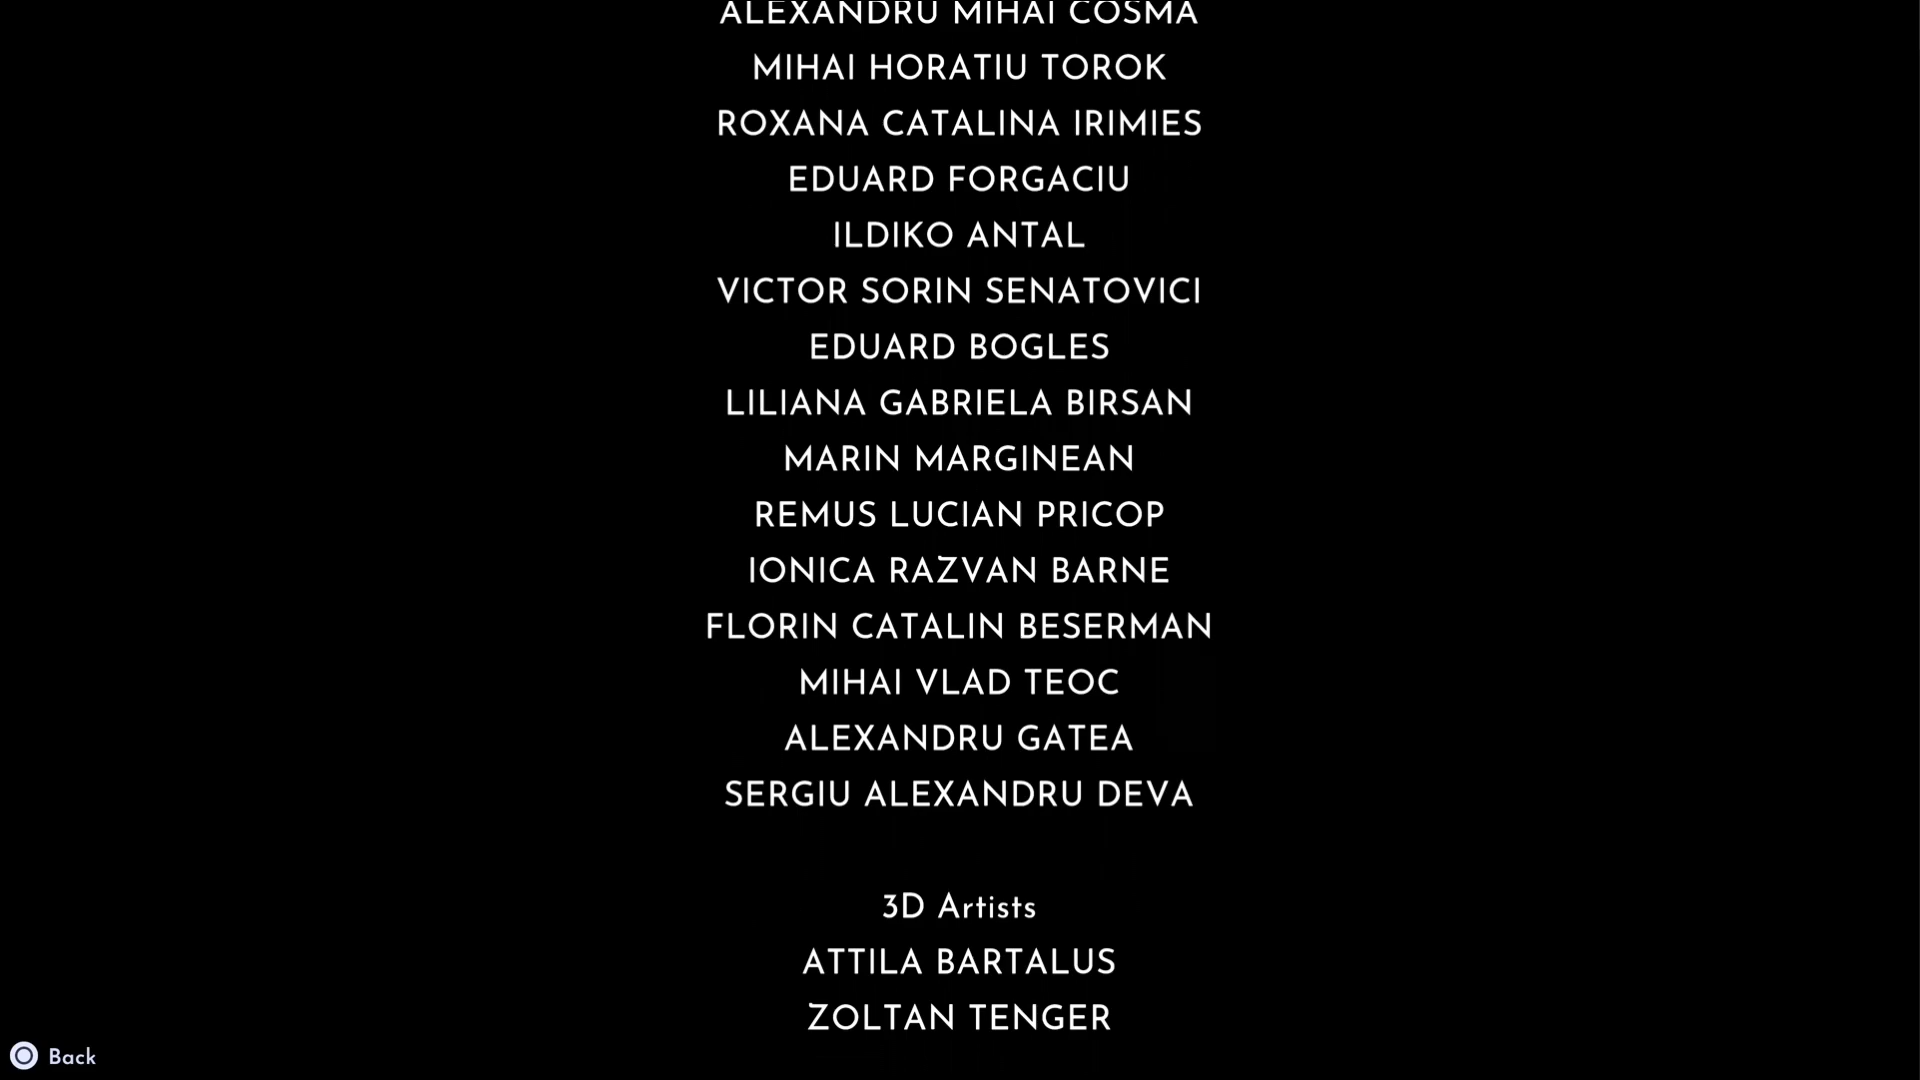 ALEXANDRU MIHAI COSMA
MIHAI HORATIU TOROK
ROXANA CATALINA IRIMIES
EDUARD FORGACIU
ILDIKO ANTAL
VICTOR SORIN SENATOVICI
EDUARD BOGLES
LILIANA GABRIELA BIRSAN
MARIN MARGINEAN
REMUS LUCIAN PRICOP
IONICA RAZVAN BARNE
FLORIN CATALIN BESERMAN
MIHAI VLAD TEOC
ALEXANDRU GATEA
SERGIU ALEXANDRU DEVA
3D Artists
ATTILA BARTALUS
ZOLTAN TENGER
Back